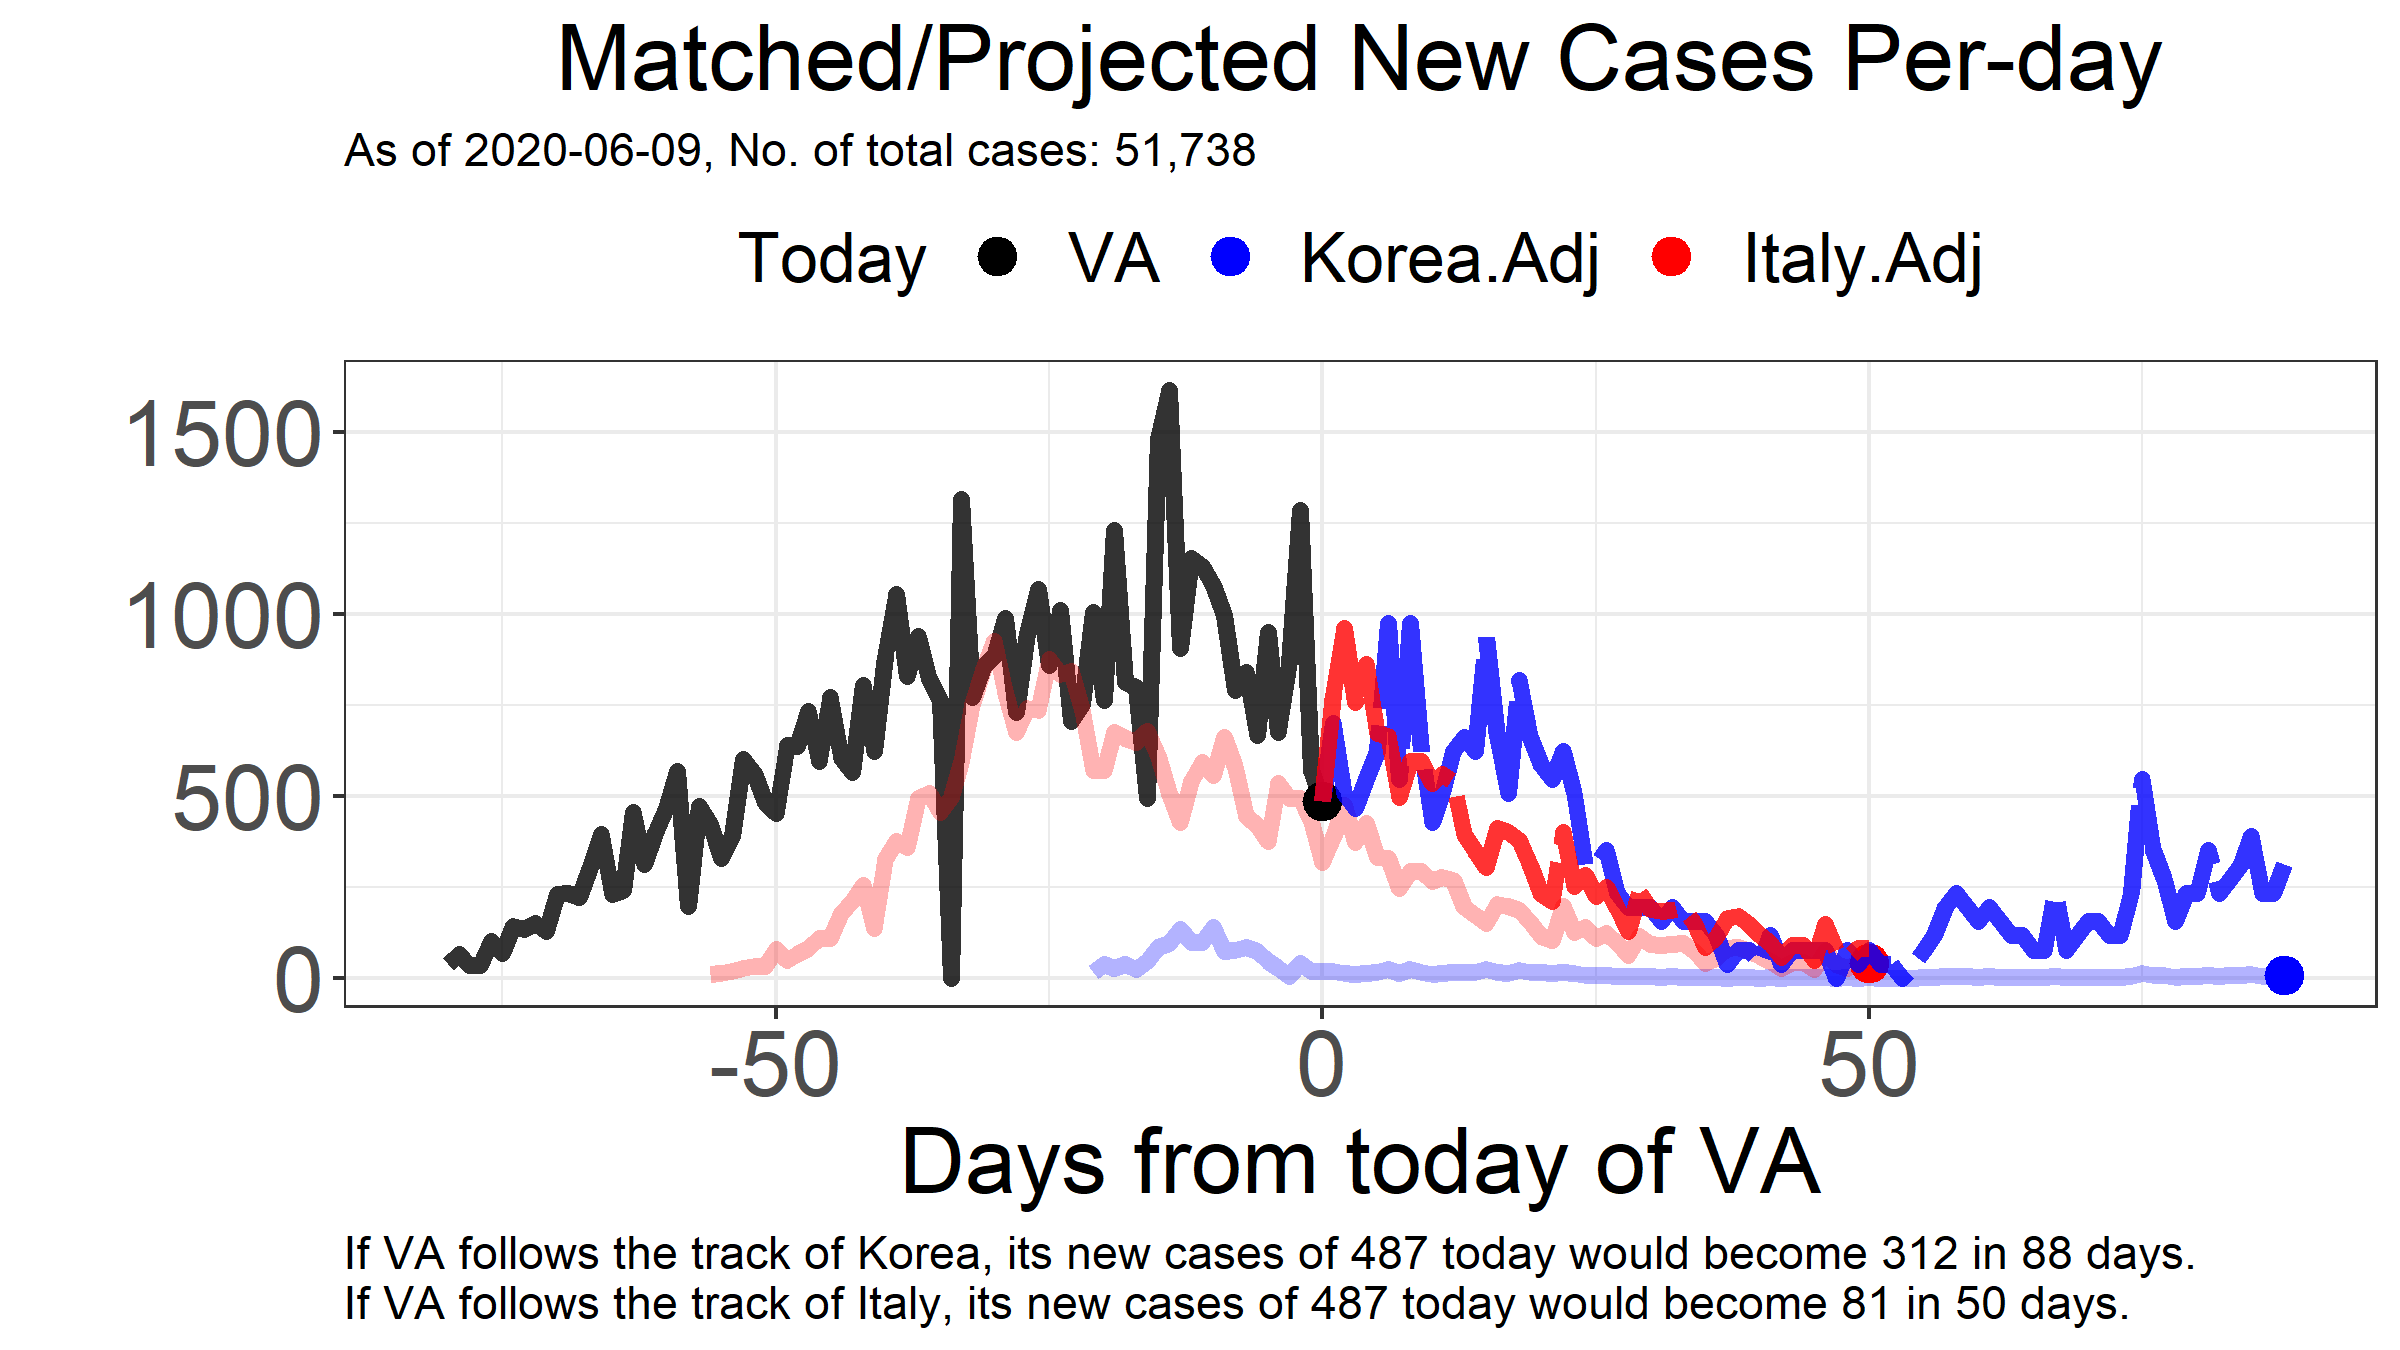 Matched/Projected New Cases Per-day
As of 2020-06-09, No. of total cases: 51,738
Today VA Korea.Adj Italy.Adj
1500
1000
500
0
-50 0 50
Days from today of VA
If VA follows the track of Korea, its new cases of 487 today would become 312 in 88 days.
If VA follows the track of Italy, its new cases of 487 today would become 81 in 50 days.